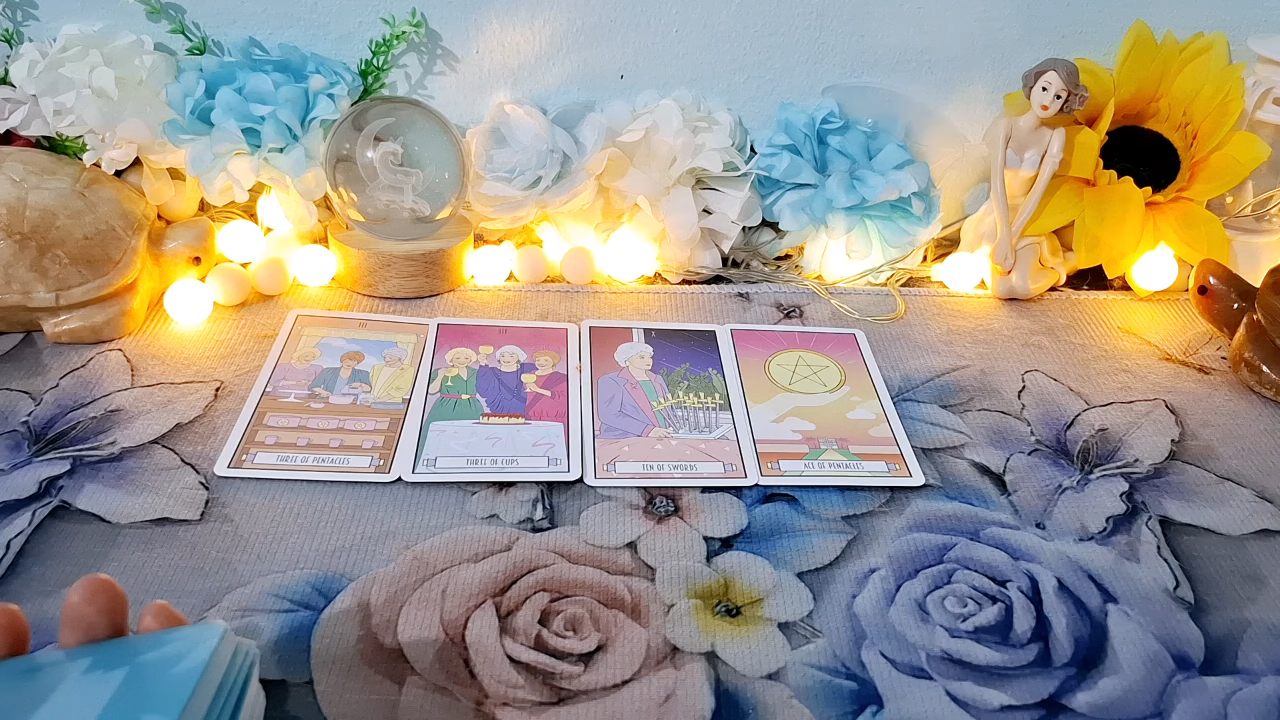 III
THREE OF PENTACLES
III
THREE OF CUPS
X
TEN OF SWORDS
ACE OF PENTACLES